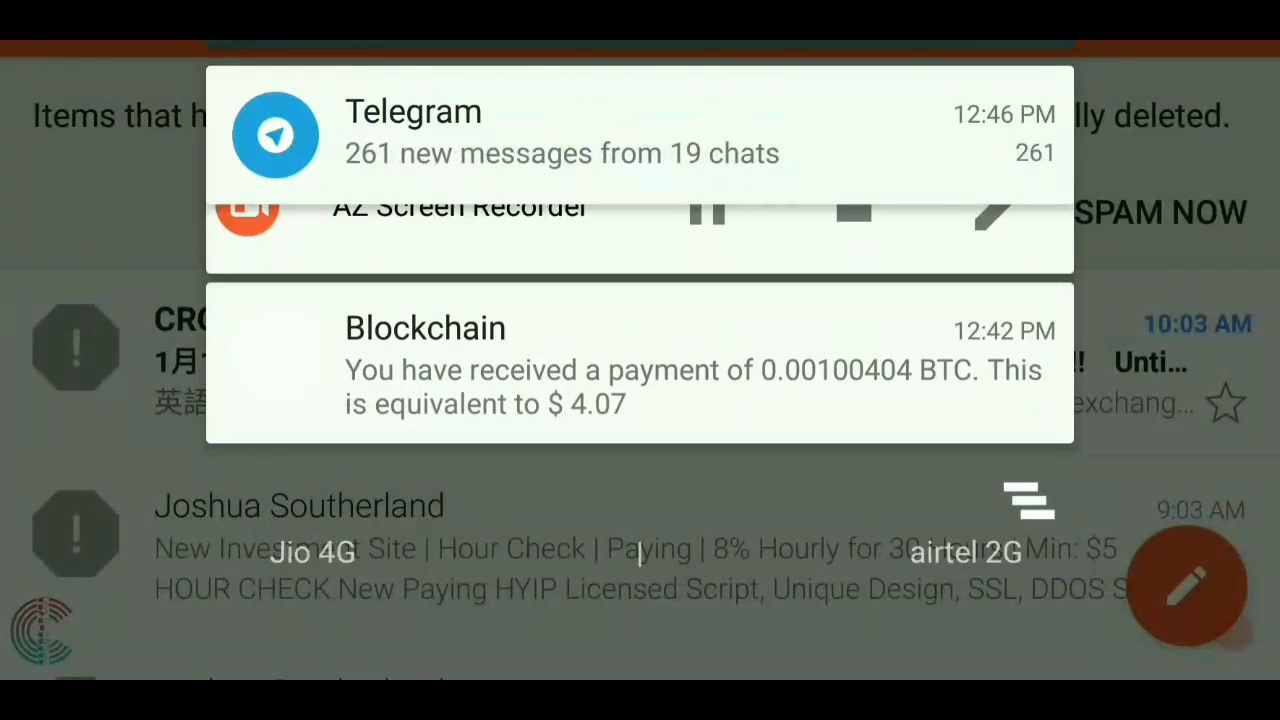 Telegram
12:46 PM
261 new messages from 19 chats
261
Items that h
lly deleted.
AZ Screen Recorder
SPAM NOW
Blockchain
12:42 PM
You have received a payment of 0.00100404 BTC. This
is equivalent to $ 4.07
10:03 AM
1月
!! Unti...
英語
exchang...
Joshua Southerland
9:03 AM
New Investment Site | Hour Check | Paying | 8% Hourly for 30 Hours | Min: $5
Jio 4G | airtel 2G
HOUR CHECK New Paying HYIP Licensed Script, Unique Design, SSL, DDOS S